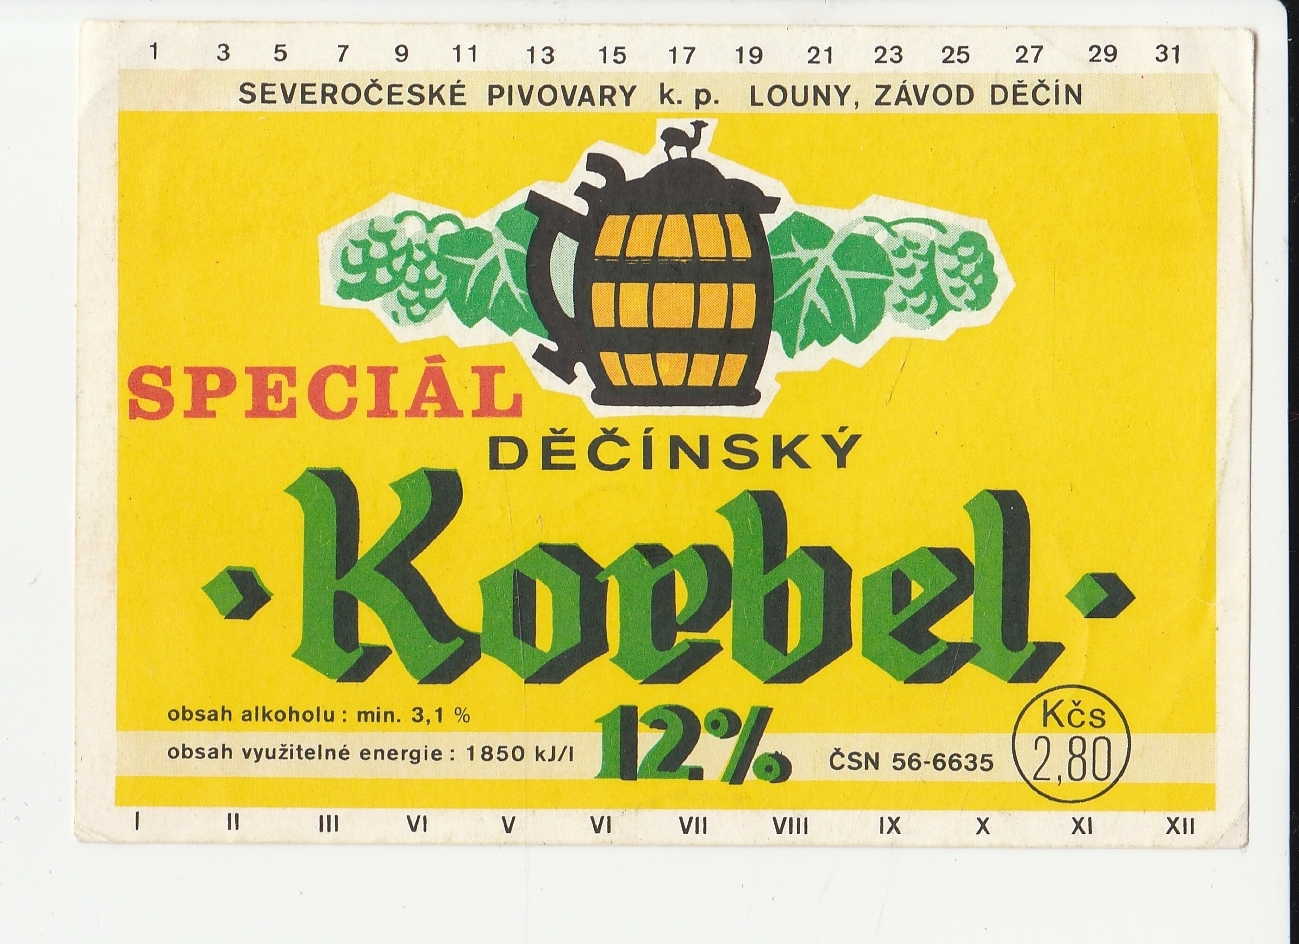 1 3 5 7 9 11 13 15 17 19 21 23 25 27 29 31
SEVEROČESKÉ PIVOVARY k. p. LOUNY, ZÁVOD DĚČÍN
SPECIÁL
DĚČÍNSKÝ
·Korbel·
obsah alkoholu : min. 3,1 %
obsah využitelné energie : 1850 kJ/l
12%
ČSN 56-6635
Kčs
2,80
I II III VI V VI VII VIII IX X XI XII